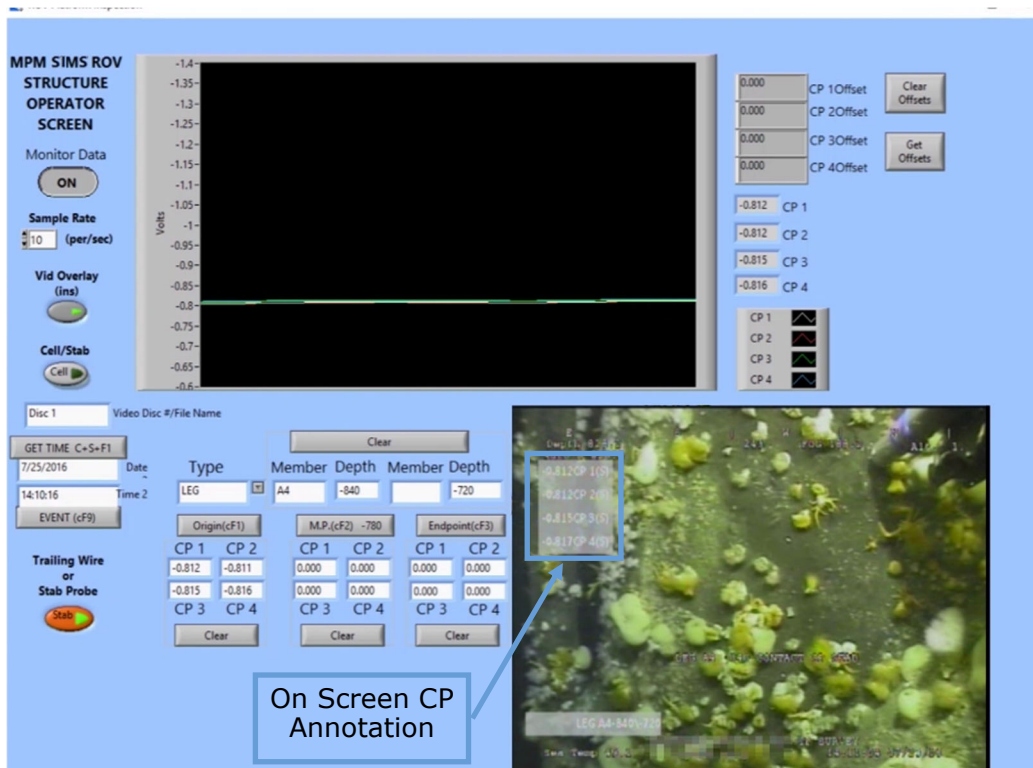 MPM SIMS ROV
STRUCTURE
OPERATOR
SCREEN
Monitor Data
ON
Sample Rate
10 (per/sec)
Vid Overlay
(ins)
Cell/Stab
Cell
Volts
-1.4
-1.35
-1.3
-1.25
-1.2
-1.15
-1.1
-1.05
-1
-0.95
-0.9
-0.85
-0.8
-0.75
-0.7
-0.65
-0.6
0.000 CP 1Offset
0.000 CP 2Offset
0.000 CP 3Offset
0.000 CP 4Offset
Clear
Offsets
Get
Offsets
-0.812 CP 1
-0.812 CP 2
-0.815 CP 3
-0.816 CP 4
CP 1
CP 2
CP 3
CP 4
Disc 1 Video Disc #/File Name
GET TIME C+S+F1
7/25/2016 Date
14:10:16 Time 2
EVENT (cF9)
Trailing Wire
or
Stab Probe
Stab
Clear
Type Member Depth Member Depth
LEG A4 -840 -720
Origin(cF1) M.P.(cF2) -780 Endpoint(cF3)
CP 1 CP 2 CP 1 CP 2 CP 1 CP 2
-0.812 -0.811 0.000 0.000 0.000 0.000
-0.815 -0.816 0.000 0.000 0.000 0.000
CP 3 CP 4 CP 3 CP 4 CP 3 CP 4
Clear Clear Clear
-0.812CP 1(S)
-0.812CP 2(S)
-0.815CP 3(S)
-0.817CP 4(S)
LEG A4-840\-720
On Screen CP
Annotation